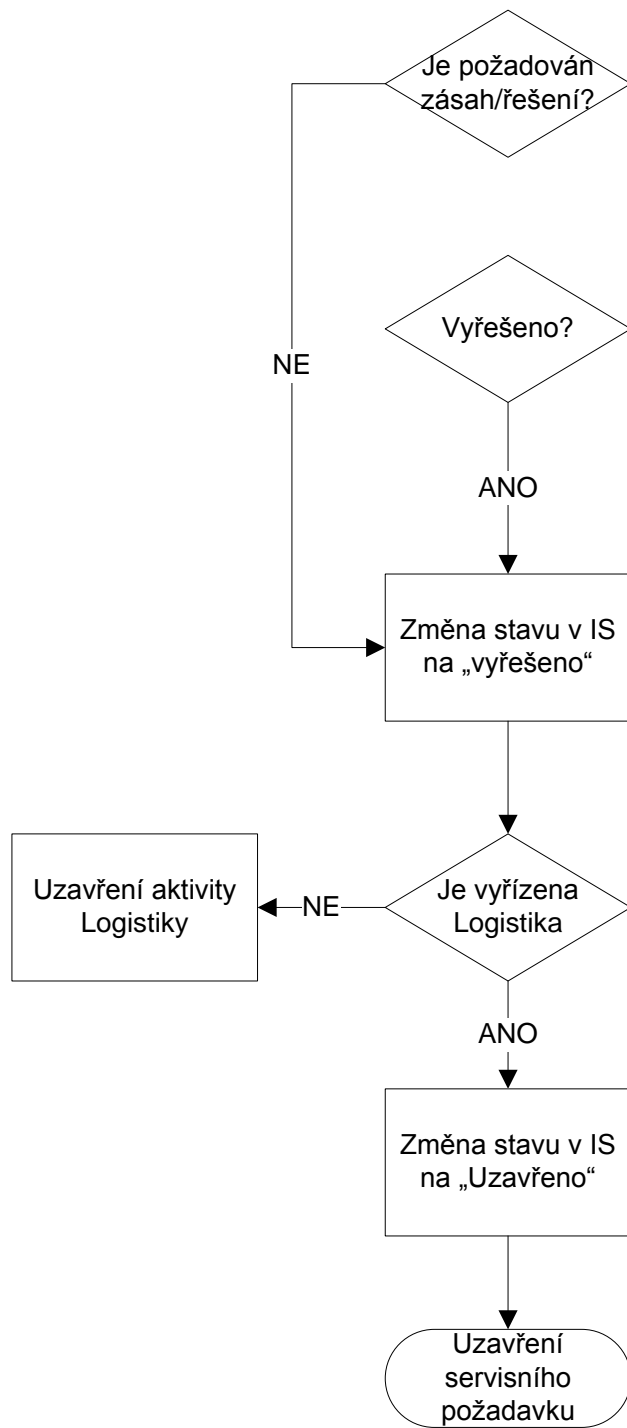 Je požadován
zásah/řešení?
Vyřešeno?
NE
ANO
Změna stavu v IS
na „vyřešeno“
Uzavření aktivity
Logistiky
NE
Je vyřízena
Logistika
ANO
Změna stavu v IS
na „Uzavřeno“
Uzavření
servisního
požadavku